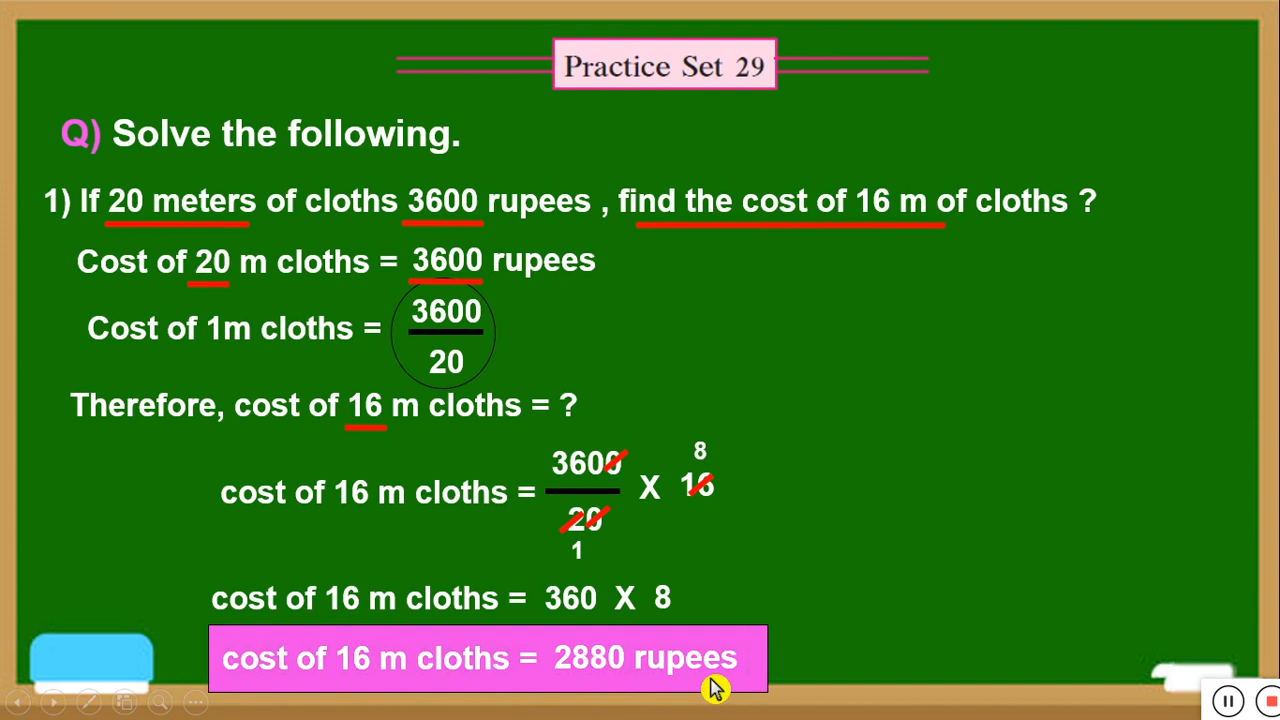 Practice Set 29
Q) Solve the following.
1) If 20 meters of cloths 3600 rupees , find the cost of 16 m of cloths ?
Cost of 20 m cloths = 3600 rupees
Cost of 1m cloths = 3600
20
Therefore, cost of 16 m cloths = ?
8
cost of 16 m cloths = 3600 X 16
20
1
cost of 16 m cloths = 360 X 8
cost of 16 m cloths = 2880 rupees